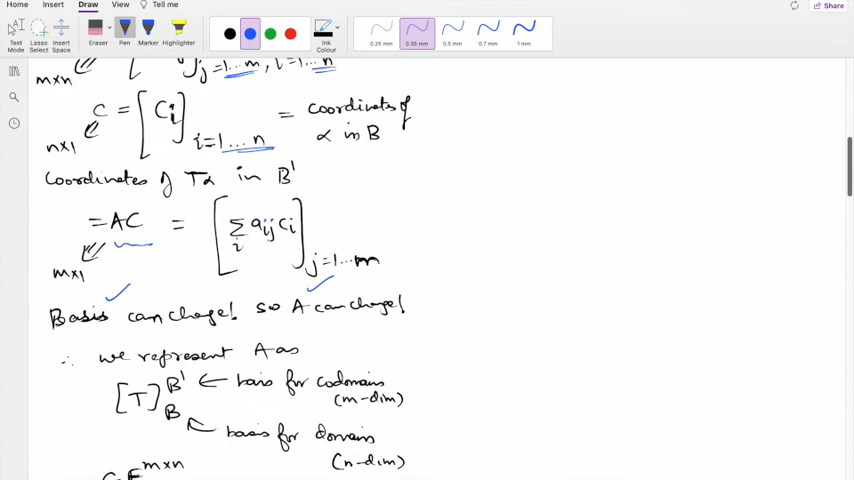 Home Insert Draw View Tell me Share
Text Mode Lasso Select Insert Space Eraser Pen Marker Highlighter Ink Colour 0.25 mm 0.35 mm 0.5 mm 0.7 mm 1 mm
m×n j=1...m, i=1...n
C = [Ci] i=1...n = coordinates of
n×1 α in B
Coordinates of Tα in B'
= AC = [∑i aij ci] j=1...m
m×1
Basis can change! so A can change!
∴ we represent A as
[T] B' B ← basis for codomain
(m-dim)
basis for domain
(n-dim)
m×n